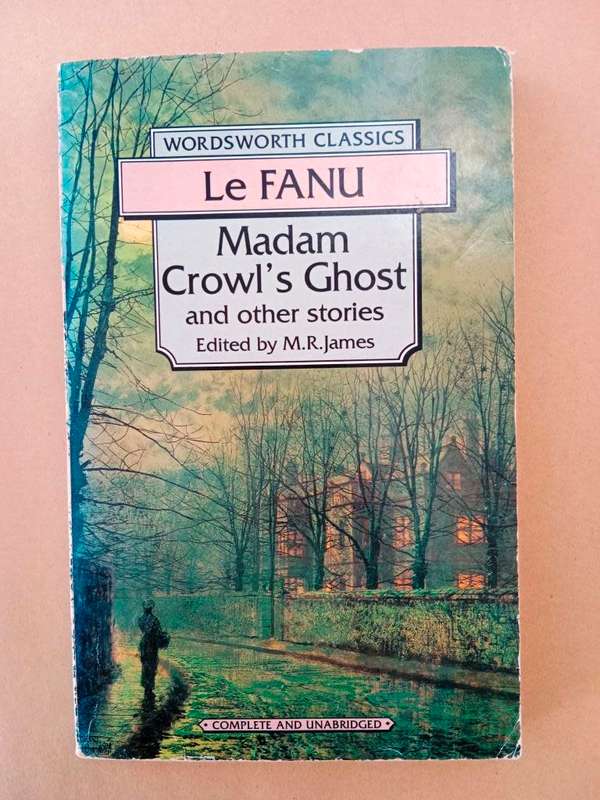 WORDSWORTH CLASSICS
Le FANU
Madam
Crowl's Ghost
and other stories
Edited by M.R.James
COMPLETE AND UNABRIDGED